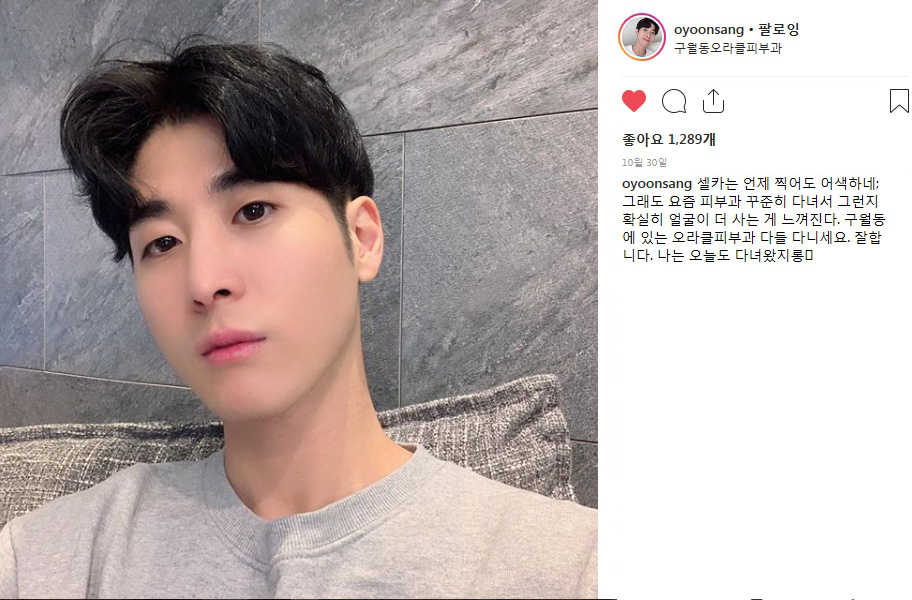 oyoonsang • 팔로잉
구월동오라클피부과
좋아요 1,289개
10월 30일
oyoonsang 셀카는 언제 찍어도 어색하네;
그래도 요즘 피부과 꾸준히 다녀서 그런지
확실히 얼굴이 더 사는 게 느껴진다. 구월동
에 있는 오라클피부과 다들 다니세요. 잘합
니다. 나는 오늘도 다녀왔지롱